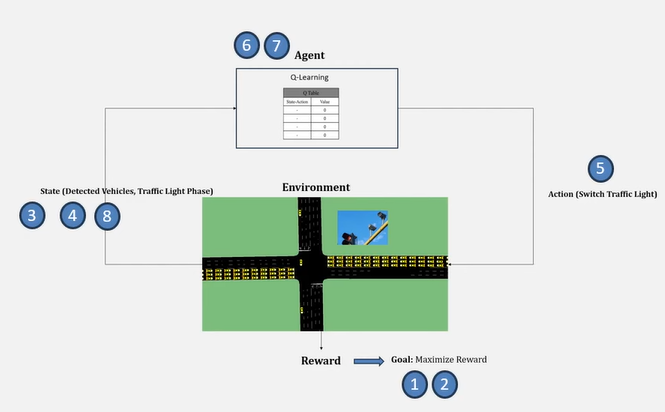 6 7
Agent
Q-Learning
Q Table
State-Action Value
- 0
- 0
- 0
- 0
5
State (Detected Vehicles, Traffic Light Phase)
Action (Switch Traffic Light)
3 4 8
Environment
Reward
Goal: Maximize Reward
1 2